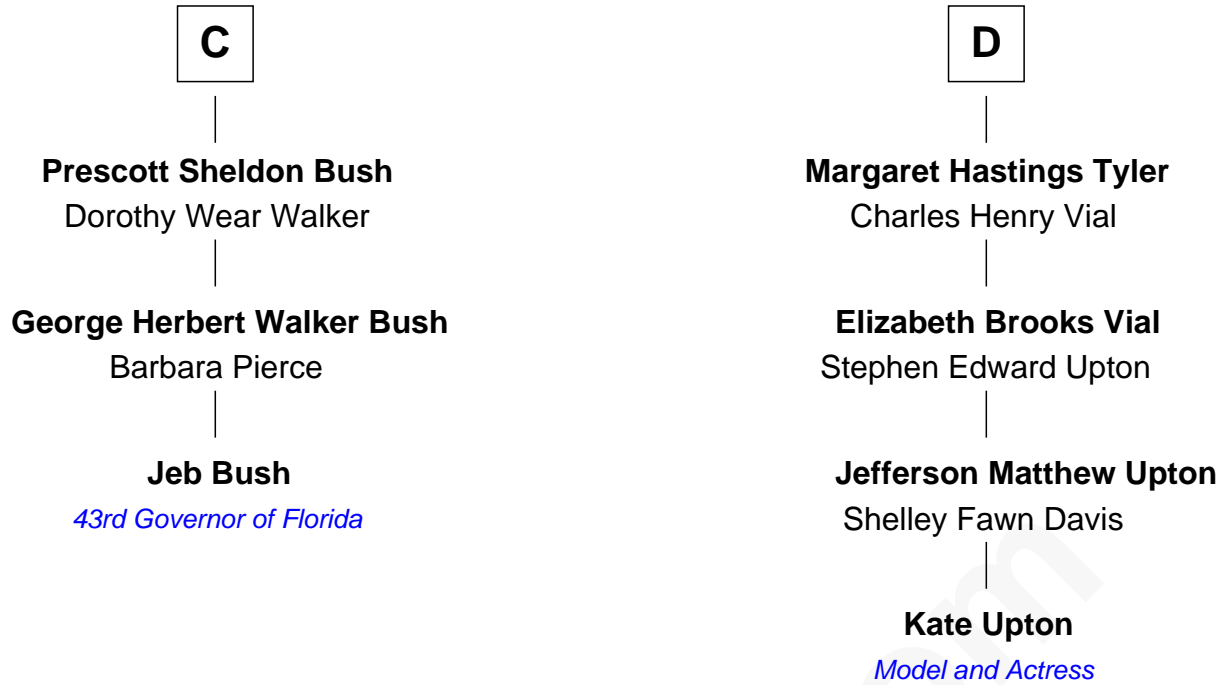 C
Prescott Sheldon Bush
Dorothy Wear Walker
George Herbert Walker Bush
Barbara Pierce
Jeb Bush
43rd Governor of Florida
D
Margaret Hastings Tyler
Charles Henry Vial
Elizabeth Brooks Vial
Stephen Edward Upton
Jefferson Matthew Upton
Shelley Fawn Davis
Kate Upton
Model and Actress